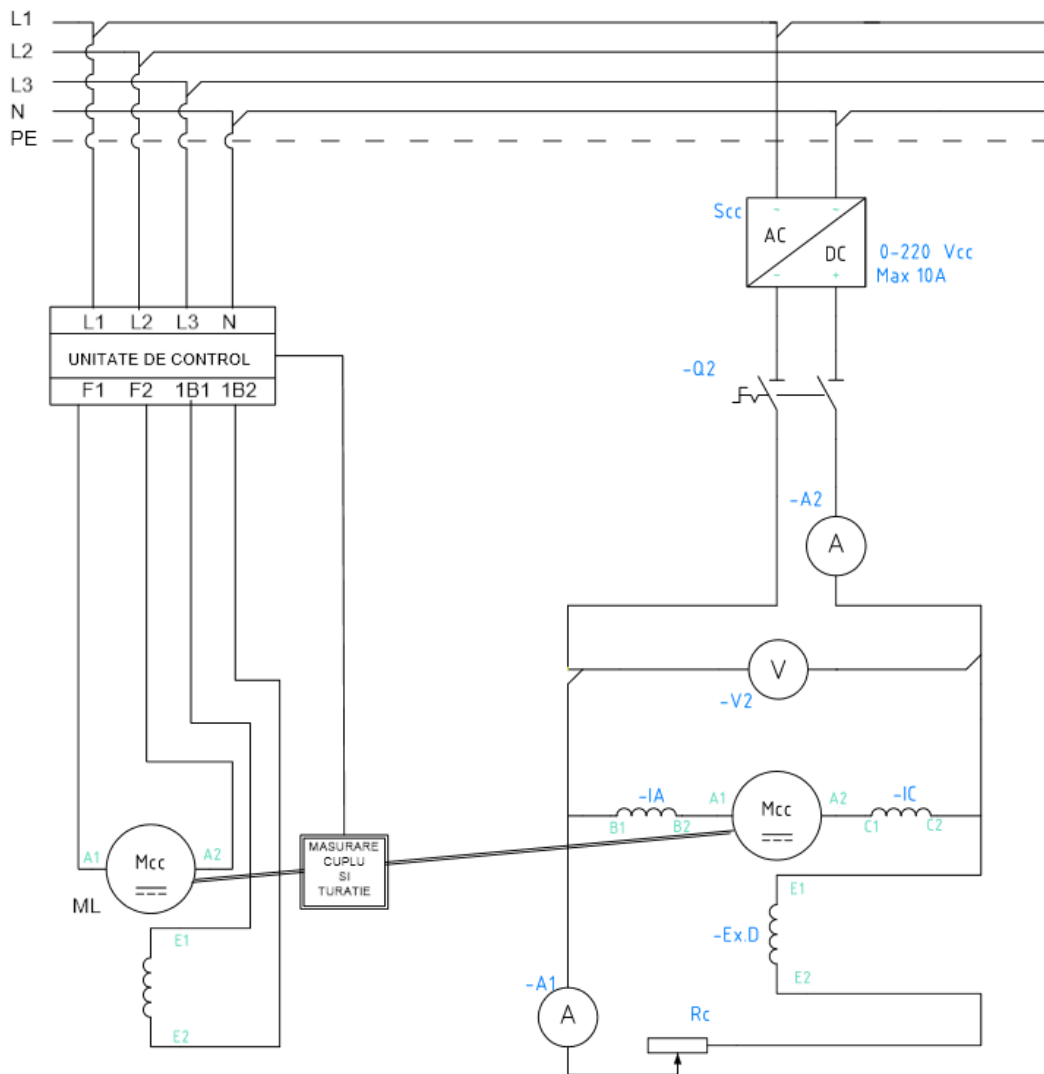 L1
L2
L3
N
PE
Scc
~ ~
AC
DC
- +
0-220 Vcc
Max 10A
L1 L2 L3 N
UNITATE DE CONTROL
F1 F2 1B1 1B2
-Q2
-A2
A
V
-V2
-IA
A1
Mcc
A2
-IC
B1 B2
C1 C2
A1
Mcc
A2
ML
MASURARE
CUPLU
SI
TURATIE
E1
-Ex.D
E2
E1
E2
-A1
A
Rc